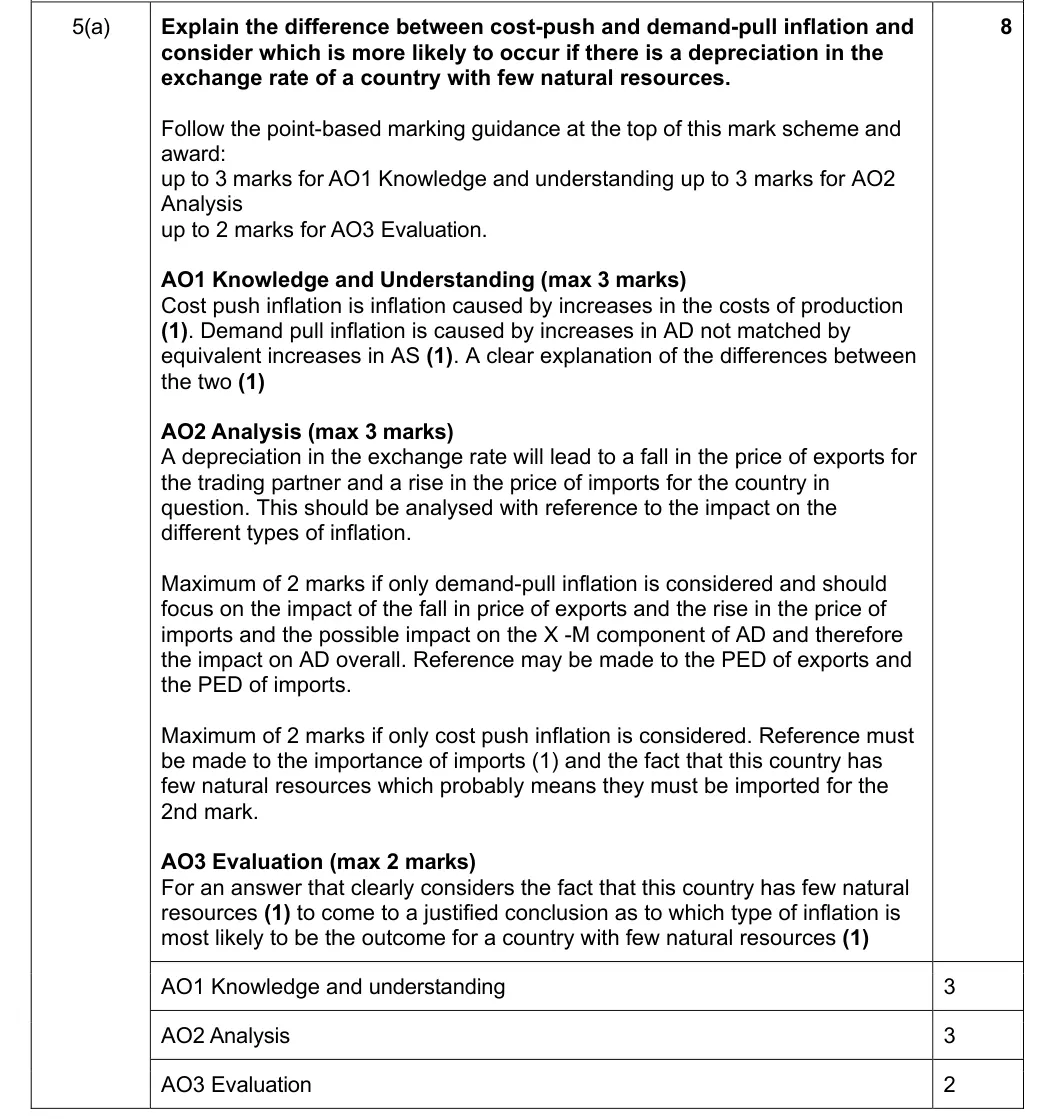 5(a)
Explain the difference between cost-push and demand-pull inflation and
consider which is more likely to occur if there is a depreciation in the
exchange rate of a country with few natural resources.
8
Follow the point-based marking guidance at the top of this mark scheme and
award:
up to 3 marks for AO1 Knowledge and understanding up to 3 marks for AO2
Analysis
up to 2 marks for AO3 Evaluation.
AO1 Knowledge and Understanding (max 3 marks)
Cost push inflation is inflation caused by increases in the costs of production
(1). Demand pull inflation is caused by increases in AD not matched by
equivalent increases in AS (1). A clear explanation of the differences between
the two (1)
AO2 Analysis (max 3 marks)
A depreciation in the exchange rate will lead to a fall in the price of exports for
the trading partner and a rise in the price of imports for the country in
question. This should be analysed with reference to the impact on the
different types of inflation.
Maximum of 2 marks if only demand-pull inflation is considered and should
focus on the impact of the fall in price of exports and the rise in the price of
imports and the possible impact on the X -M component of AD and therefore
the impact on AD overall. Reference may be made to the PED of exports and
the PED of imports.
Maximum of 2 marks if only cost push inflation is considered. Reference must
be made to the importance of imports (1) and the fact that this country has
few natural resources which probably means they must be imported for the
2nd mark.
AO3 Evaluation (max 2 marks)
For an answer that clearly considers the fact that this country has few natural
resources (1) to come to a justified conclusion as to which type of inflation is
most likely to be the outcome for a country with few natural resources (1)
AO1 Knowledge and understanding 3
AO2 Analysis 3
AO3 Evaluation 2